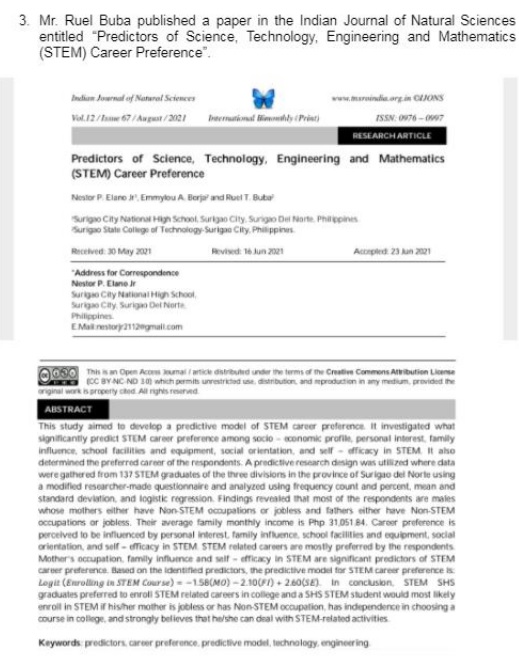 3. Mr. Ruel Buba published a paper in the Indian Journal of Natural Sciences
entitled “Predictors of Science, Technology, Engineering and Mathematics
(STEM) Career Preference”.
Indian Journal of Natural Sciences www.tnsroindia.org.in ©IJONS
Vol.12 / Issue 67 / August / 2021 International Bimonthly (Print) ISSN: 0976 – 0997
RESEARCH ARTICLE
Predictors of Science, Technology, Engineering and Mathematics
(STEM) Career Preference
Nestor P. Elane Jr¹, Emmylou A. Borja² and Ruel T. Buba²
¹Surigao City National High School, Surigao City, Surigao Del Norte, Philippines
²Surigao State College of Technology-Surigao City, Philippines.
Received: 30 May 2021 Revised: 16 Jun 2021 Accepted: 23 Jun 2021
*Address for Correspondence
Nestor P. Elane Jr
Surigao City National High School,
Surigao City, Surigao Del Norte,
Philippines.
E.Mail:nestorjr2112@gmail.com
This is an Open Access Journal / article distributed under the terms of the Creative Commons Attribution License
(CC BY-NC-ND 3.0) which permits unrestricted use, distribution, and reproduction in any medium, provided the
original work is properly cited. All rights reserved.
ABSTRACT
This study aimed to develop a predictive model of STEM career preference. It investigated what
significantly predict STEM career preference among socio – economic profile, personal interest, family
influence, school facilities and equipment, social orientation, and self – efficacy in STEM. It also
determined the preferred career of the respondents. A predictive research design was utilized where data
were gathered from 137 STEM graduates of the three divisions in the province of Surigao del Norte using
a modified researcher-made questionnaire and analyzed using frequency count and percent, mean and
standard deviation, and logistic regression. Findings revealed that most of the respondents are males
whose mothers either have Non-STEM occupations or jobless and fathers either have Non-STEM
occupations or jobless. Their average family monthly income is Php 31,051.84. Career preference is
perceived to be influenced by personal interest, family influence, school facilities and equipment, social
orientation, and self – efficacy in STEM. STEM related careers are mostly preferred by the respondents.
Mother's occupation, family influence and self – efficacy in STEM are significant predictors of STEM
career preference. Based on the identified predictors, the predictive model for STEM career preference is:
Logit (Enrolling in STEM Course) = –1.58(MO) – 2.10(FI) + 2.60(SE). In conclusion, STEM SHS
graduates preferred to enroll STEM related careers in college and a SHS STEM student would most likely
enroll in STEM if his/her mother is jobless or has Non-STEM occupation, has independence in choosing a
course in college, and strongly believes that he/she can deal with STEM-related activities.
Keywords: predictors, career preference, predictive model, technology, engineering.